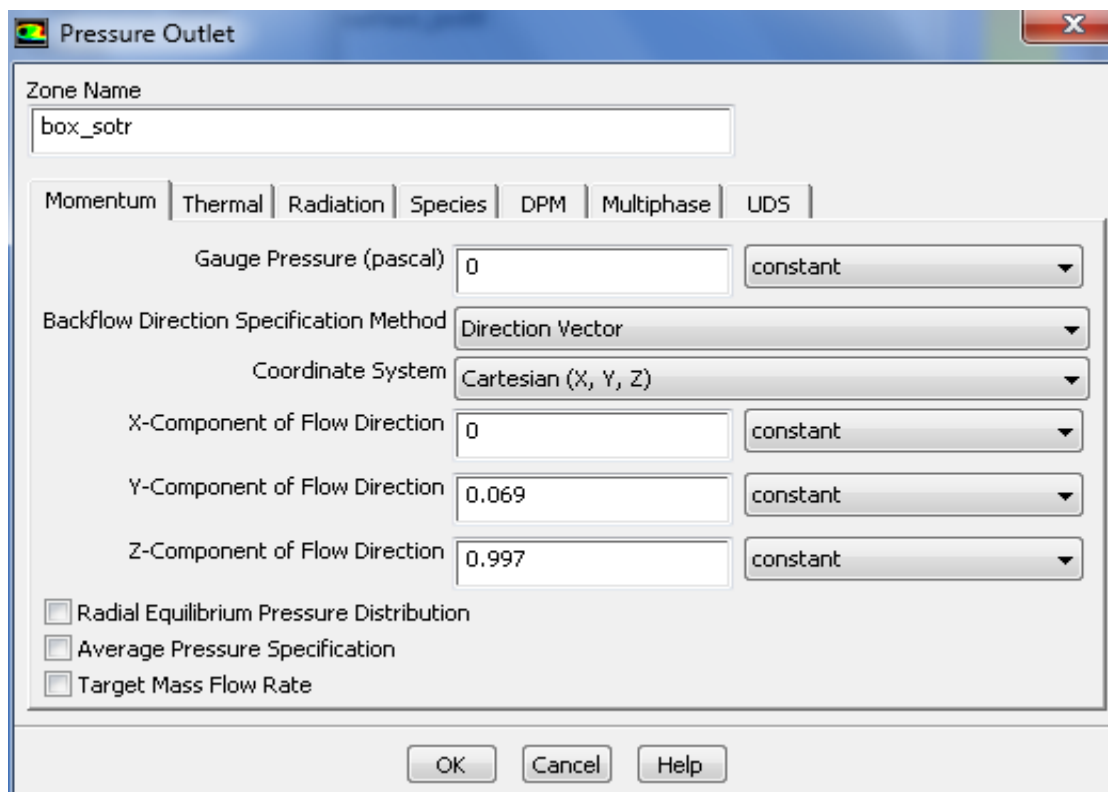 Pressure Outlet
Zone Name
box_sotr
Momentum Thermal Radiation Species DPM Multiphase UDS
Gauge Pressure (pascal) 0 constant
Backflow Direction Specification Method Direction Vector
Coordinate System Cartesian (X, Y, Z)
X-Component of Flow Direction 0 constant
Y-Component of Flow Direction 0.069 constant
Z-Component of Flow Direction 0.997 constant
Radial Equilibrium Pressure Distribution
Average Pressure Specification
Target Mass Flow Rate
OK Cancel Help